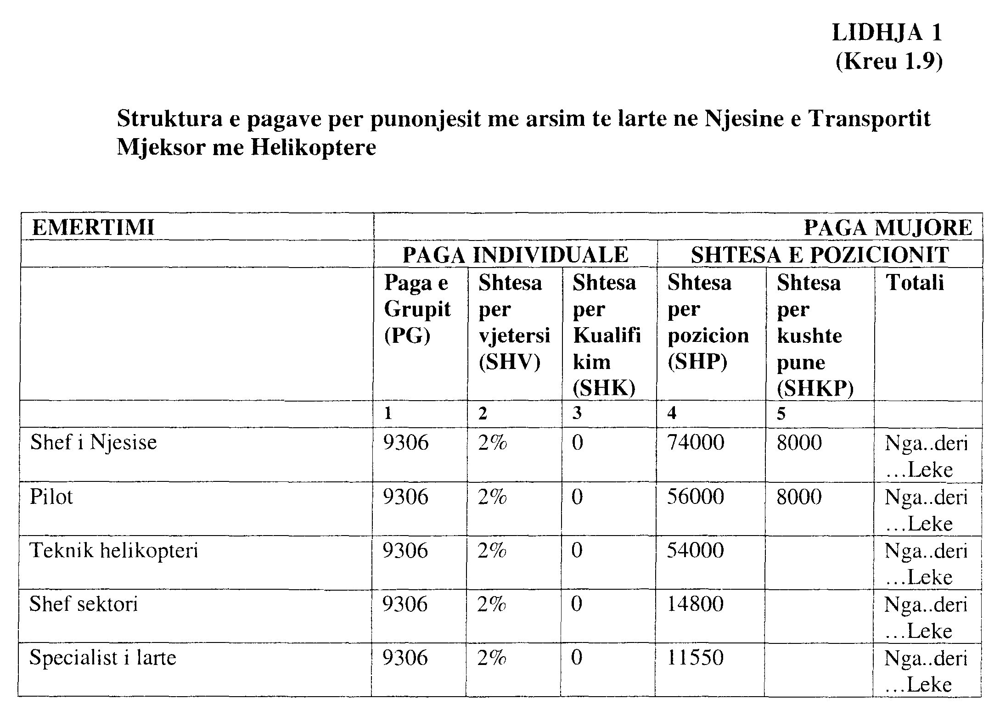 LIDHJA 1
(Kreu 1.9)
Struktura e pagave per punonjesit me arsim te larte ne Njesine e Transportit
Mjeksor me Helikoptere
EMERTIMI PAGA MUJORE
PAGA INDIVIDUALE SHTESA E POZICIONIT
Paga e Shtesa Shtesa Shtesa Shtesa Totali
Grupit per per per per
(PG) vjetersi Kualifi pozicion kushte
(SHV) kim (SHP) pune
(SHK) (SHKP)
1 2 3 4 5
Shef i Njesise 9306 2% 0 74000 8000 Nga..deri
...Leke
Pilot 9306 2% 0 56000 8000 Nga..deri
...Leke
Teknik helikopteri 9306 2% 0 54000 Nga..deri
...Leke
Shef sektori 9306 2% 0 14800 Nga..deri
...Leke
Specialist i larte 9306 2% 0 11550 Nga..deri
...Leke